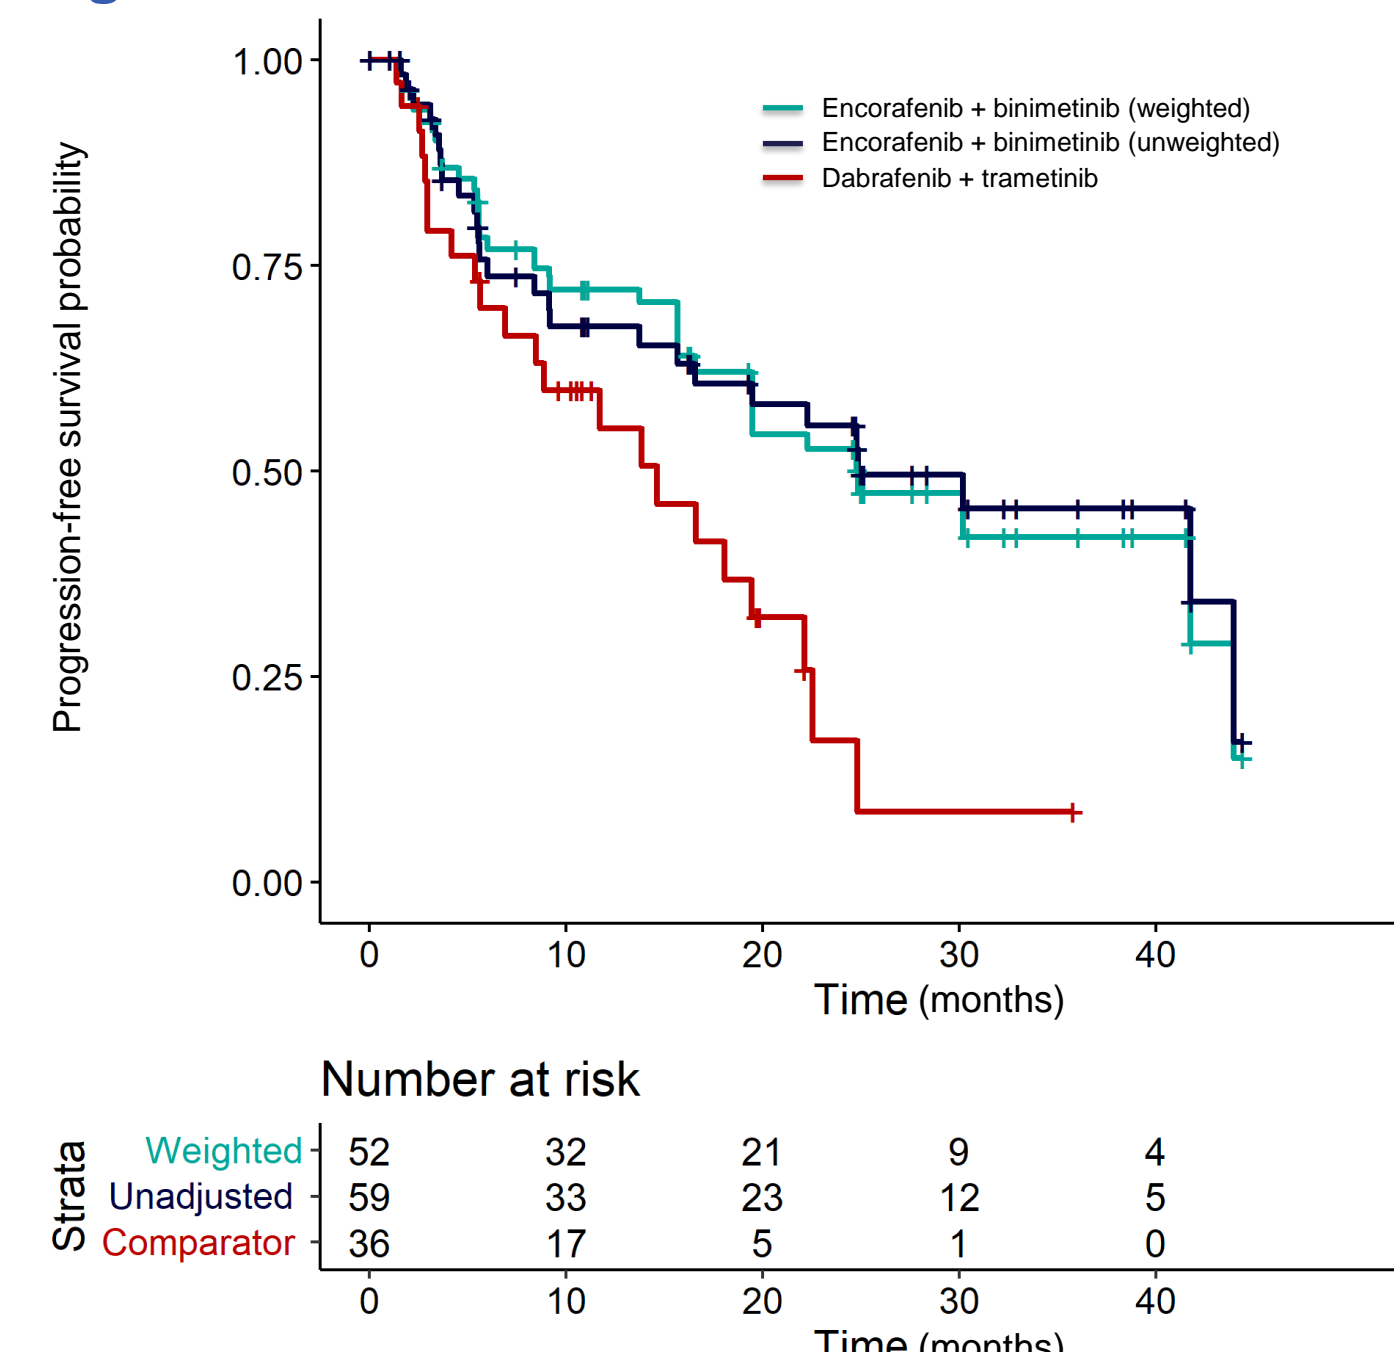 Progression-free survival probability
1.00
0.75
0.50
0.25
0.00
Encorafenib + binimetinib (weighted)
Encorafenib + binimetinib (unweighted)
Dabrafenib + trametinib
0 10 20 30 40
Time (months)
Number at risk
Strata
Weighted 52 32 21 9 4
Unadjusted 59 33 23 12 5
Comparator 36 17 5 1 0
0 10 20 30 40
Time (months)